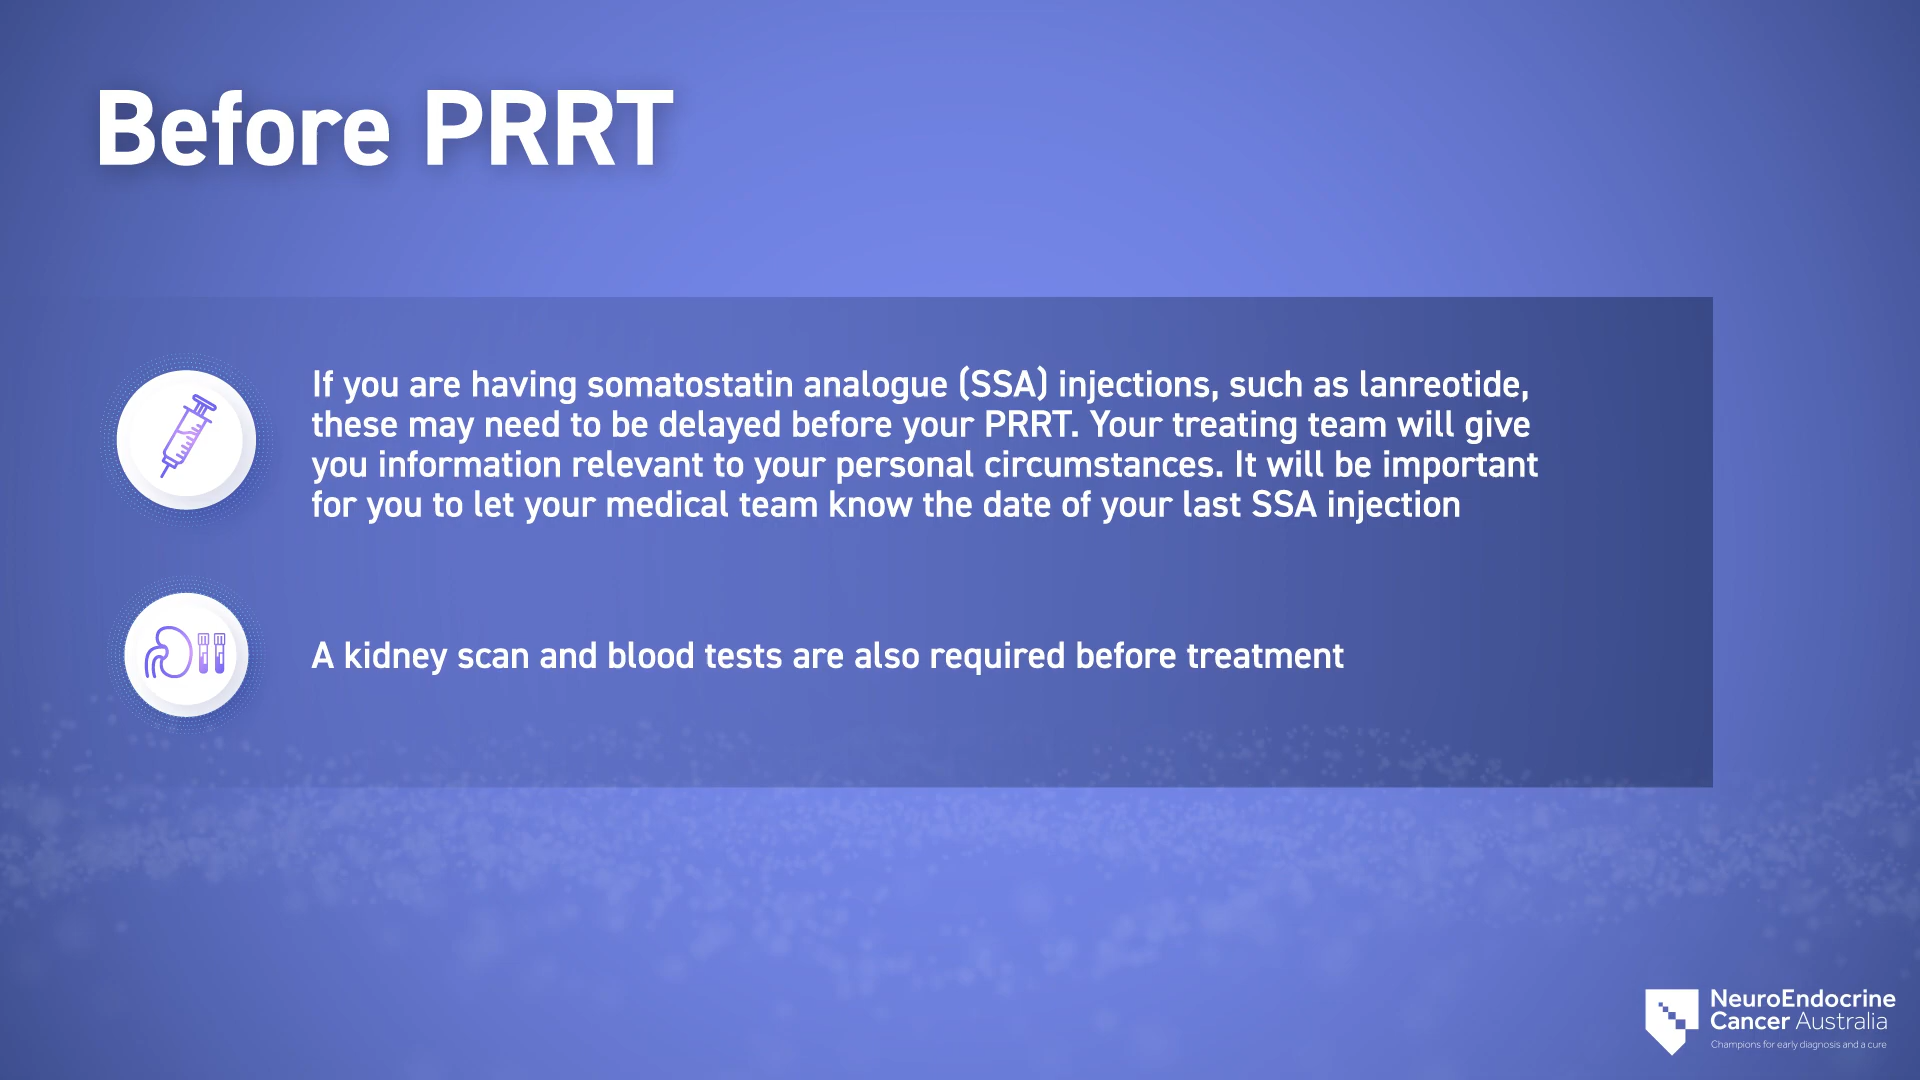 Before PRRT
If you are having somatostatin analogue (SSA) injections, such as lanreotide,
these may need to be delayed before your PRRT. Your treating team will give
you information relevant to your personal circumstances. It will be important
for you to let your medical team know the date of your last SSA injection
A kidney scan and blood tests are also required before treatment
NeuroEndocrine
Cancer Australia
Champions for early diagnosis and a cure